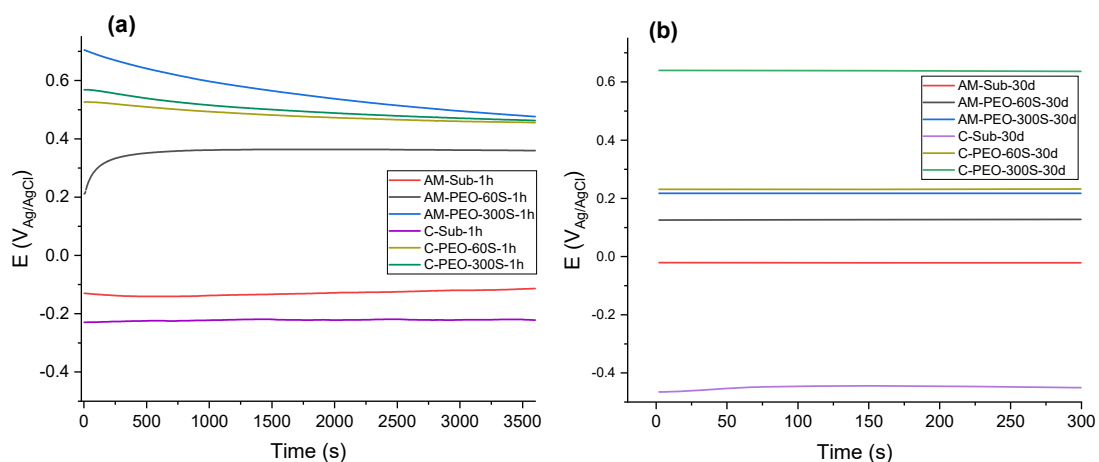 (a)
E (V_Ag/AgCl)
0.6
0.4
0.2
0.0
-0.2
-0.4
AM-Sub-1h
AM-PEO-60S-1h
AM-PEO-300S-1h
C-Sub-1h
C-PEO-60S-1h
C-PEO-300S-1h
0 500 1000 1500 2000 2500 3000 3500
Time (s)
(b)
E (V_Ag/AgCl)
0.6
0.4
0.2
0.0
-0.2
-0.4
AM-Sub-30d
AM-PEO-60S-30d
AM-PEO-300S-30d
C-Sub-30d
C-PEO-60S-30d
C-PEO-300S-30d
0 50 100 150 200 250 300
Time (s)